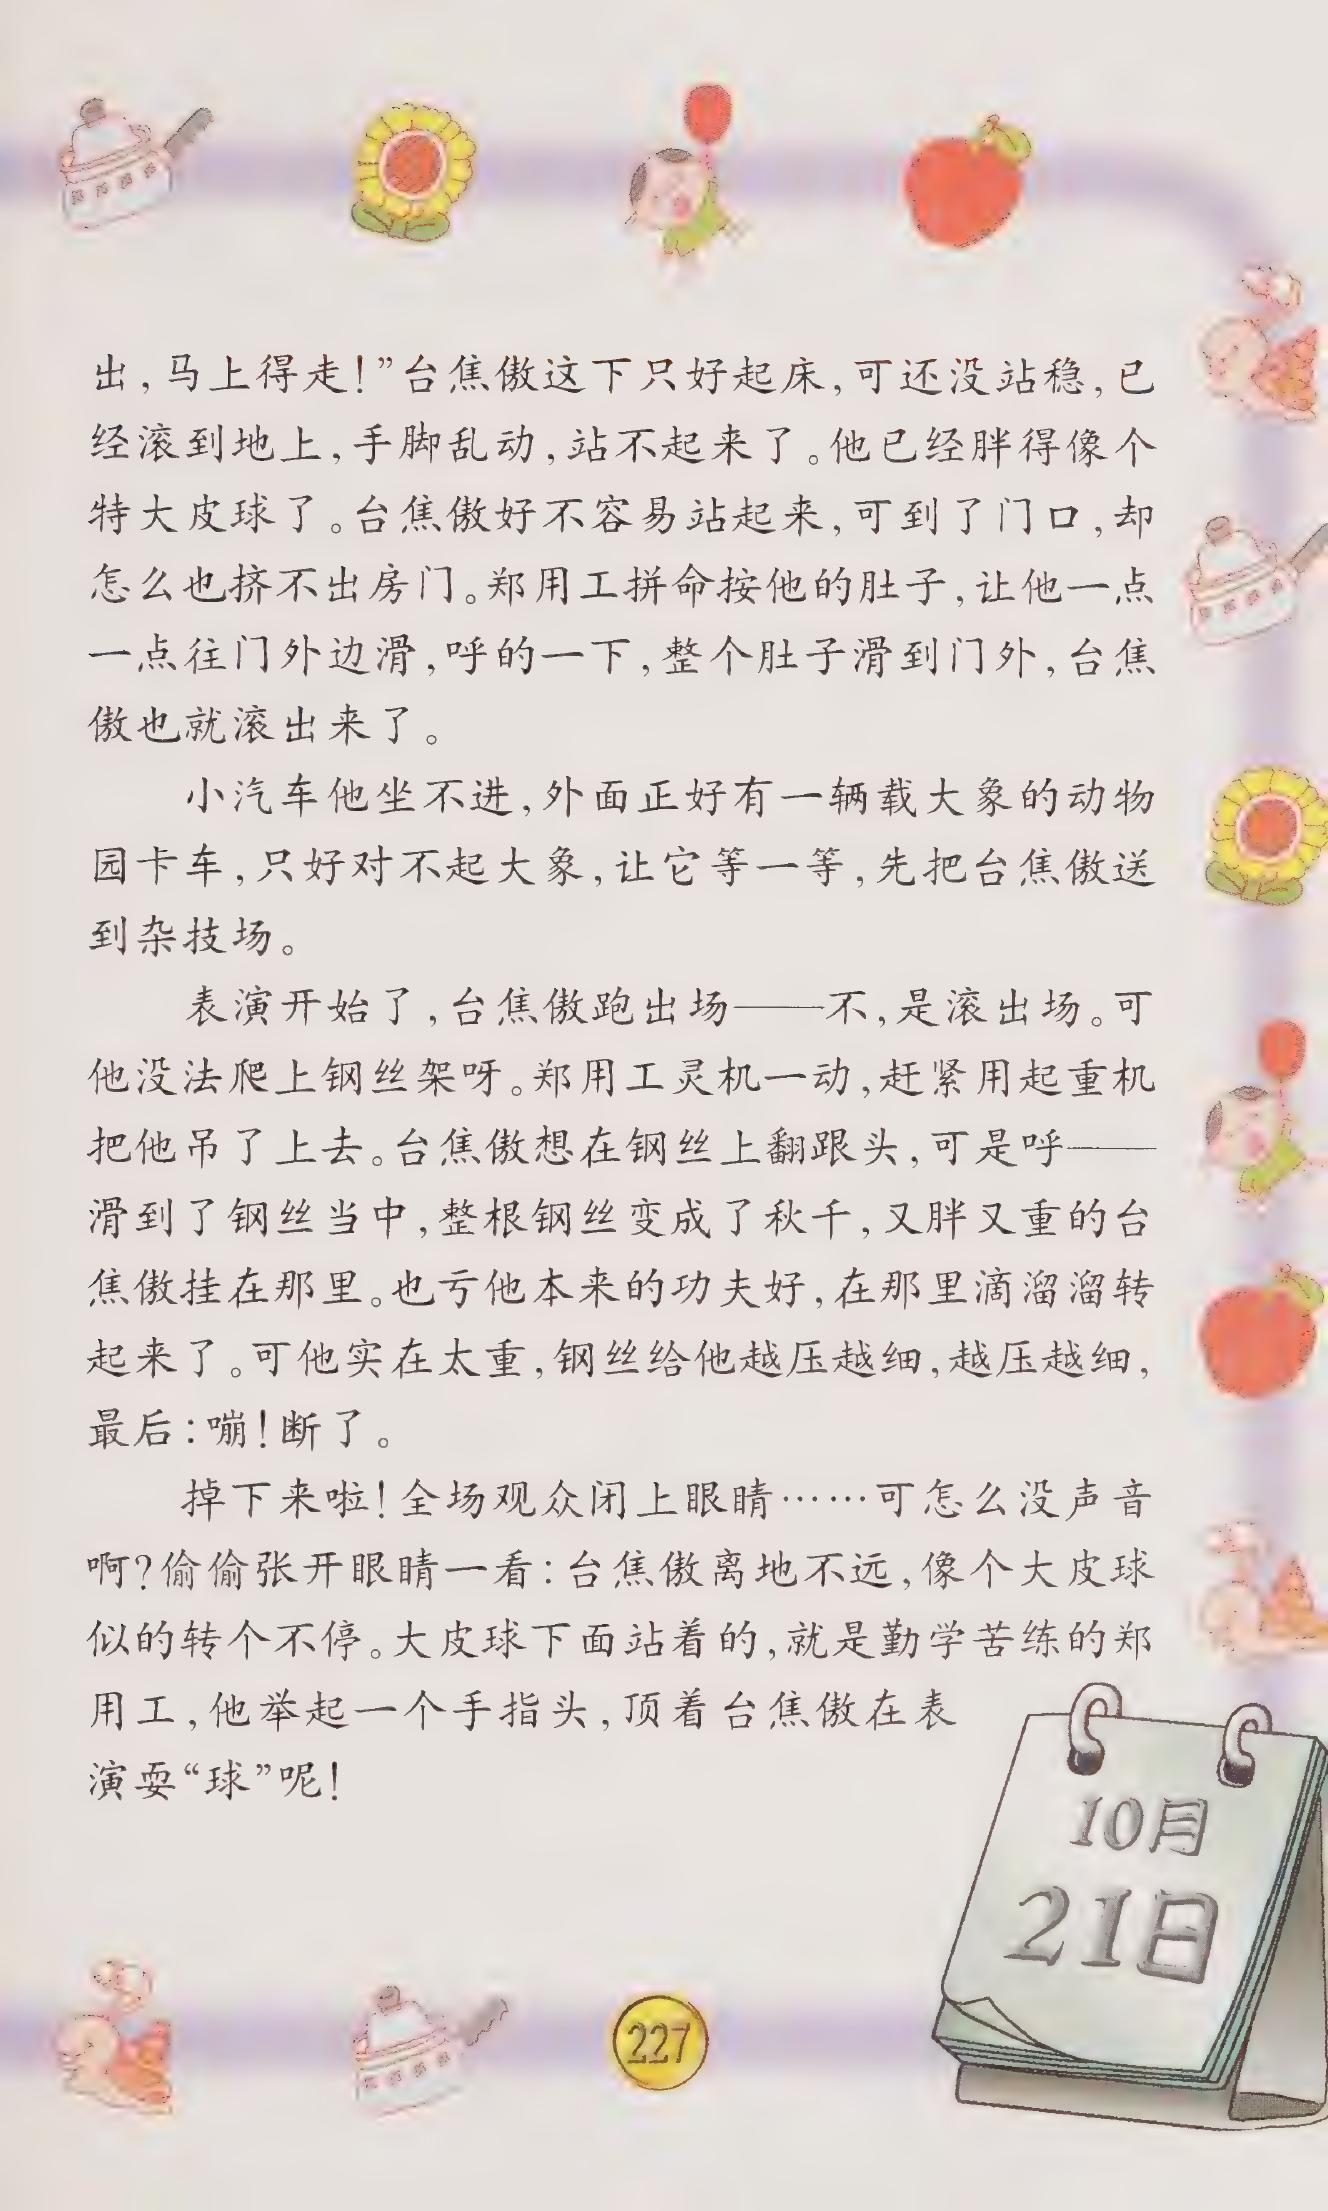 出，马上得走！”台焦傲这下只好起床，可还没站稳，已
经滚到地上，手脚乱动，站不起来了。他已经胖得像个
特大皮球了。台焦傲好不容易站起来，可到了门口，却
怎么也挤不出房门。郑用工拼命按他的肚子，让他一点
一点往门外边滑，呼的一下，整个肚子滑到门外，台焦
傲也就滚出来了。
小汽车他坐不进，外面正好有一辆载大象的动物
园卡车，只好对不起大象，让它等一等，先把台焦傲送
到杂技场。
表演开始了，台焦傲跑出场——不，是滚出场。可
他没法爬上钢丝架呀。郑用工灵机一动，赶紧用起重机
把他吊了上去。台焦傲想在钢丝上翻跟头，可是呼——
滑到了钢丝当中，整根钢丝变成了秋千，又胖又重的台
焦傲挂在那里。也亏他本来的功夫好，在那里滴溜溜转
起来了。可他实在太重，钢丝给他越压越细，越压越细，
最后：嘣！断了。
掉下来啦！全场观众闭上眼睛……可怎么没声音
啊？偷偷张开眼睛一看：台焦傲离地不远，像个大皮球
似的转个不停。大皮球下面站着的，就是勤学苦练的郑
用工，他举起一个手指头，顶着台焦傲在表
演耍“球”呢！
10月
21日
227